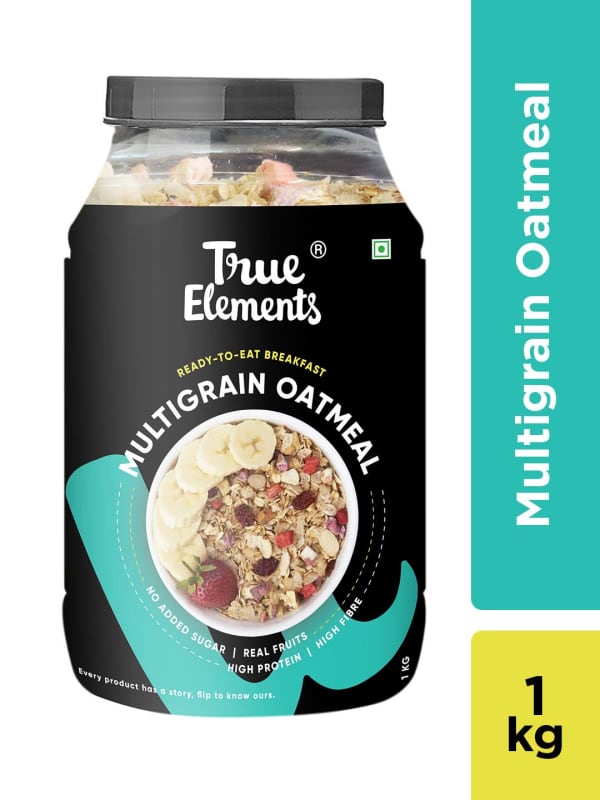 True ®
Elements
READY-TO-EAT BREAKFAST
MULTIGRAIN OATMEAL
NO ADDED SUGAR | REAL FRUITS
HIGH PROTEIN | HIGH FIBRE
Every product has a story, flip to know ours.
1 KG
Multigrain Oatmeal
1
kg